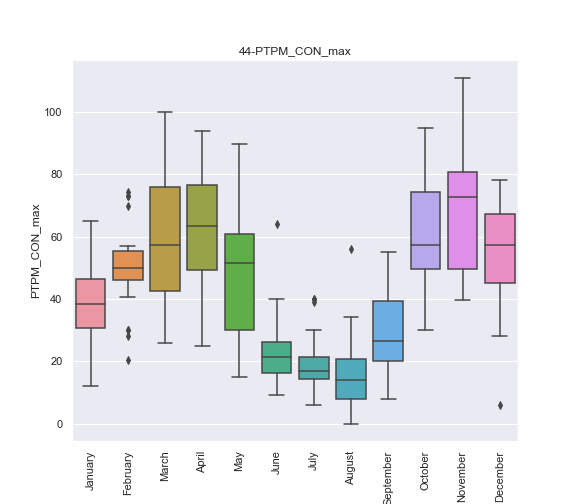 44-PTPM_CON_max
PTPM_CON_max
100
80
60
40
20
0
January
February
March
April
May
June
July
August
September
October
November
December